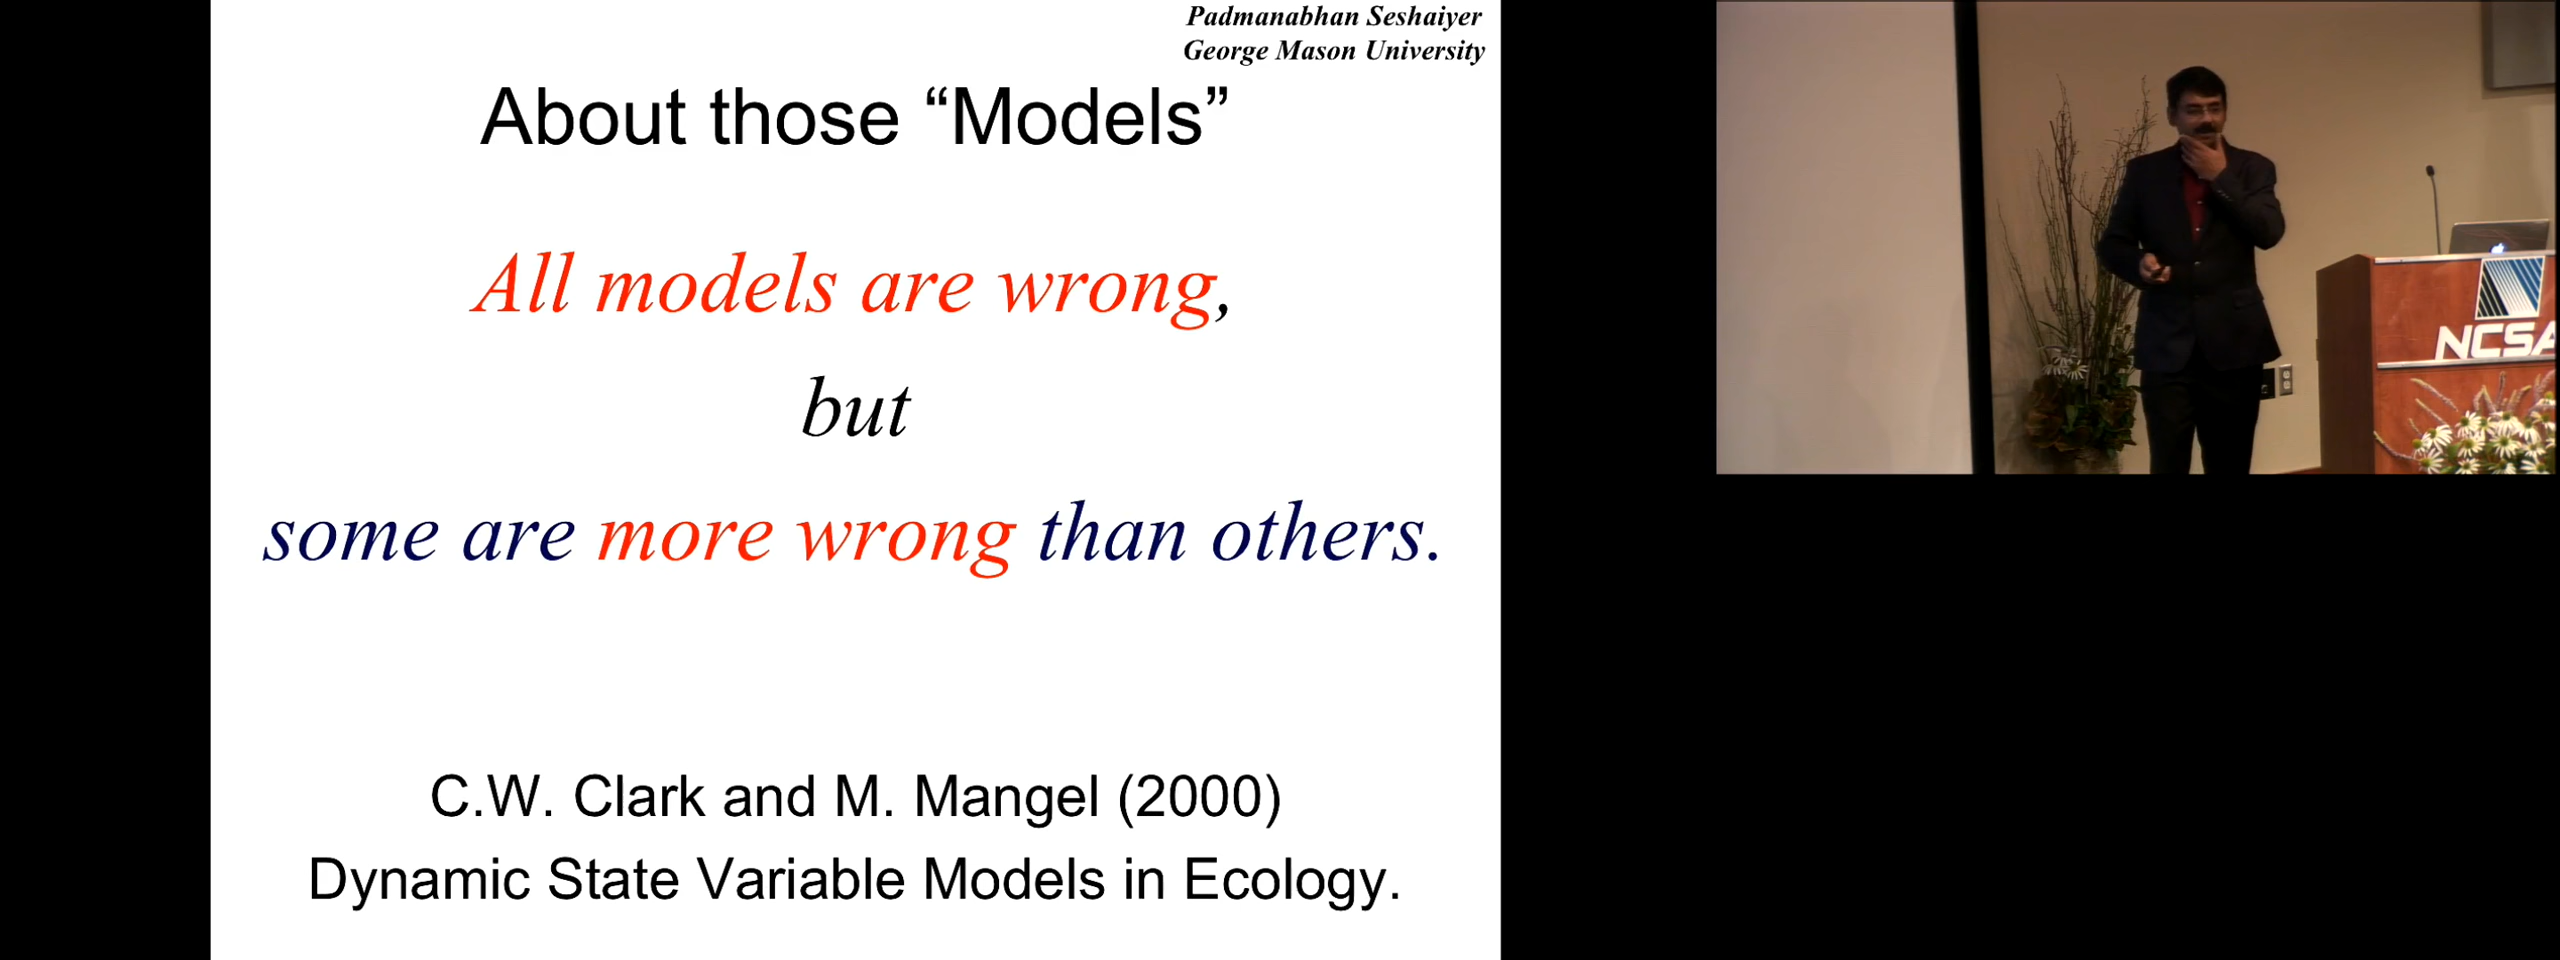 Padmanabhan Seshaiyer
George Mason University
About those “Models”
All models are wrong,
but
some are more wrong than others.
C.W. Clark and M. Mangel (2000)
Dynamic State Variable Models in Ecology.
NCSA